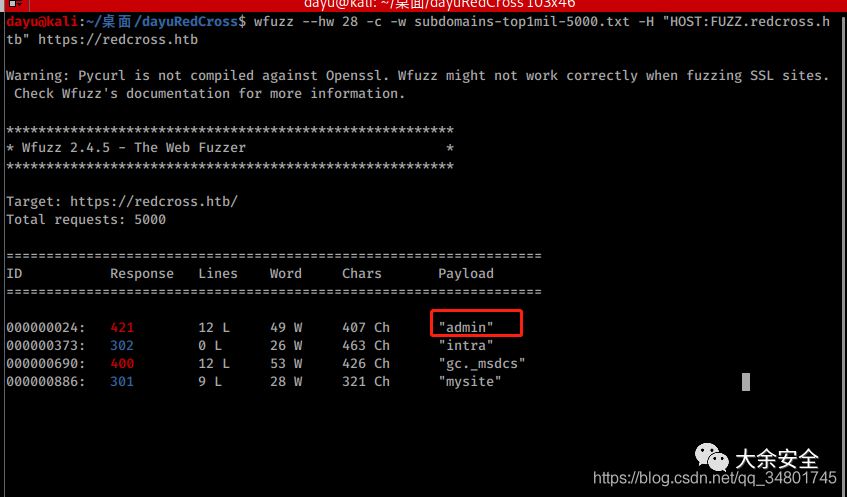 dayu@kali: ~/桌面/dayuRedCross 103x46
dayu@kali:~/桌面/dayuRedCross$ wfuzz --hw 28 -c -w subdomains-top1mil-5000.txt -H "HOST:FUZZ.redcross.h
tb" https://redcross.htb
Warning: Pycurl is not compiled against Openssl. Wfuzz might not work correctly when fuzzing SSL sites.
Check Wfuzz's documentation for more information.
********************************************************
* Wfuzz 2.4.5 - The Web Fuzzer                         *
********************************************************
Target: https://redcross.htb/
Total requests: 5000
===================================================================
ID           Response   Lines    Word     Chars       Payload
===================================================================
000000024:   421        12 L     49 W     407 Ch      "admin"
000000373:   302        0 L      26 W     463 Ch      "intra"
000000690:   400        12 L     53 W     426 Ch      "gc._msdcs"
000000886:   301        9 L      28 W     321 Ch      "mysite"
大余安全
https://blog.csdn.net/qq_34801745